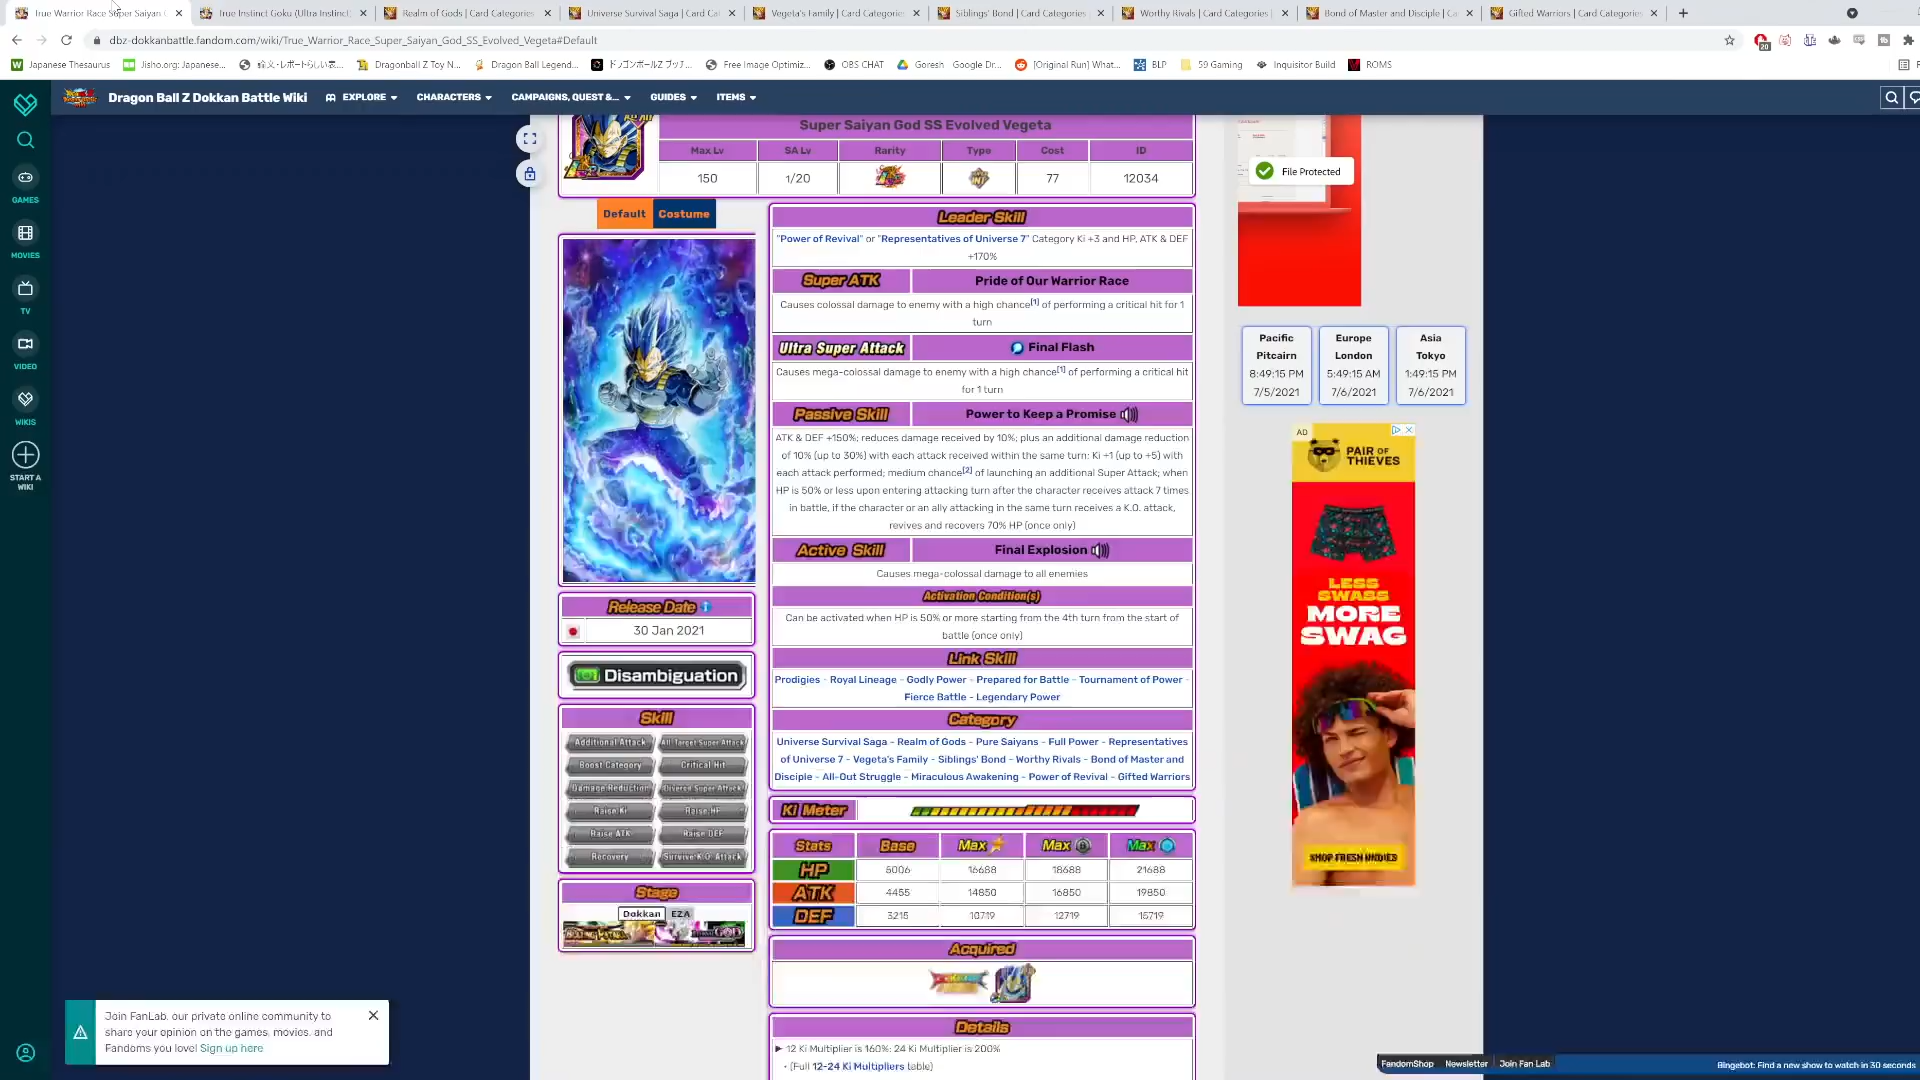 True Warrior Race Super Saiyan
True Instinct Goku (Ultra Instinct
Realm of Gods | Card Categories
Universe Survival Saga | Card Cat
Vegeta's Family | Card Categories
Siblings' Bond | Card Categories
Worthy Rivals | Card Categories
Bond of Master and Disciple | Ca
Gifted Warriors | Card Categories
dbz-dokkanbattle.fandom.com/wiki/True_Warrior_Race_Super_Saiyan_God_SS_Evolved_Vegeta#Default
20
Japanese Thesaurus
Jisho.org: Japanese...
論文・レポートらしい表...
Dragonball Z Toy N...
Dragon Ball Legend...
ドラゴンボールZ ブッチ...
Free Image Optimiz...
OBS CHAT
Goresh
Google Dr...
[Original Run] What...
BLP
59 Gaming
Inquisitor Build
ROMS
Dragon Ball Z Dokkan Battle Wiki
EXPLORE
CHARACTERS
CAMPAIGNS, QUEST &...
GUIDES
ITEMS
GAMES
MOVIES
TV
VIDEO
WIKIS
START A
WIKI
Super Saiyan God SS Evolved Vegeta
Max Lv SA Lv Rarity Type Cost ID
150 1/20 77 12034
Default Costume
Release Date
30 Jan 2021
Disambiguation
Skill
Additional Attack All Target Super Attack
Boost Category Critical Hit
Damage Reduction Diverse Super Attack
Raise Ki Raise HP
Raise ATK Raise DEF
Recovery Survive K.O. Attack
Stage
Dokkan EZA
Leader Skill
"Power of Revival" or "Representatives of Universe 7" Category Ki +3 and HP, ATK & DEF
+170%
Super ATK Pride of Our Warrior Race
Causes colossal damage to enemy with a high chance[1] of performing a critical hit for 1
turn
Ultra Super Attack Final Flash
Causes mega-colossal damage to enemy with a high chance[1] of performing a critical hit
for 1 turn
Passive Skill Power to Keep a Promise
ATK & DEF +150%; reduces damage received by 10%; plus an additional damage reduction
of 10% (up to 30%) with each attack received within the same turn; Ki +1 (up to +5) with
each attack performed; medium chance[2] of launching an additional Super Attack; when
HP is 50% or less upon entering attacking turn after the character receives attack 7 times
in battle, if the character or an ally attacking in the same turn receives a K.O. attack,
revives and recovers 70% HP (once only)
Active Skill Final Explosion
Causes mega-colossal damage to all enemies
Activation Condition(s)
Can be activated when HP is 50% or more starting from the 4th turn from the start of
battle (once only)
Link Skill
Prodigies - Royal Lineage - Godly Power - Prepared for Battle - Tournament of Power -
Fierce Battle - Legendary Power
Category
Universe Survival Saga - Realm of Gods - Pure Saiyans - Full Power - Representatives
of Universe 7 - Vegeta's Family - Siblings' Bond - Worthy Rivals - Bond of Master and
Disciple - All-Out Struggle - Miraculous Awakening - Power of Revival - Gifted Warriors
Ki Meter
Stats Base Max Max Max
HP 5006 16688 18688 21688
ATK 4455 14850 16850 19850
DEF 3215 10719 12719 15719
Acquired
Details
► 12 Ki Multiplier is 160%; 24 Ki Multiplier is 200%
- (Full 12-24 Ki Multipliers table)
File Protected
Pacific
Pitcairn
8:49:15 PM
7/5/2021
Europe
London
5:49:15 AM
7/6/2021
Asia
Tokyo
1:49:15 PM
7/6/2021
AD
PAIR OF
THIEVES
LESS
SWASS
MORE
SWAG
SHOP FRESH UNDIES
Join FanLab, our private online community to
share your opinion on the games, movies, and
Fandoms you love! Sign up here
FandomShop Newsletter Join Fan Lab
Bingebot: Find a new show to watch in 30 seconds